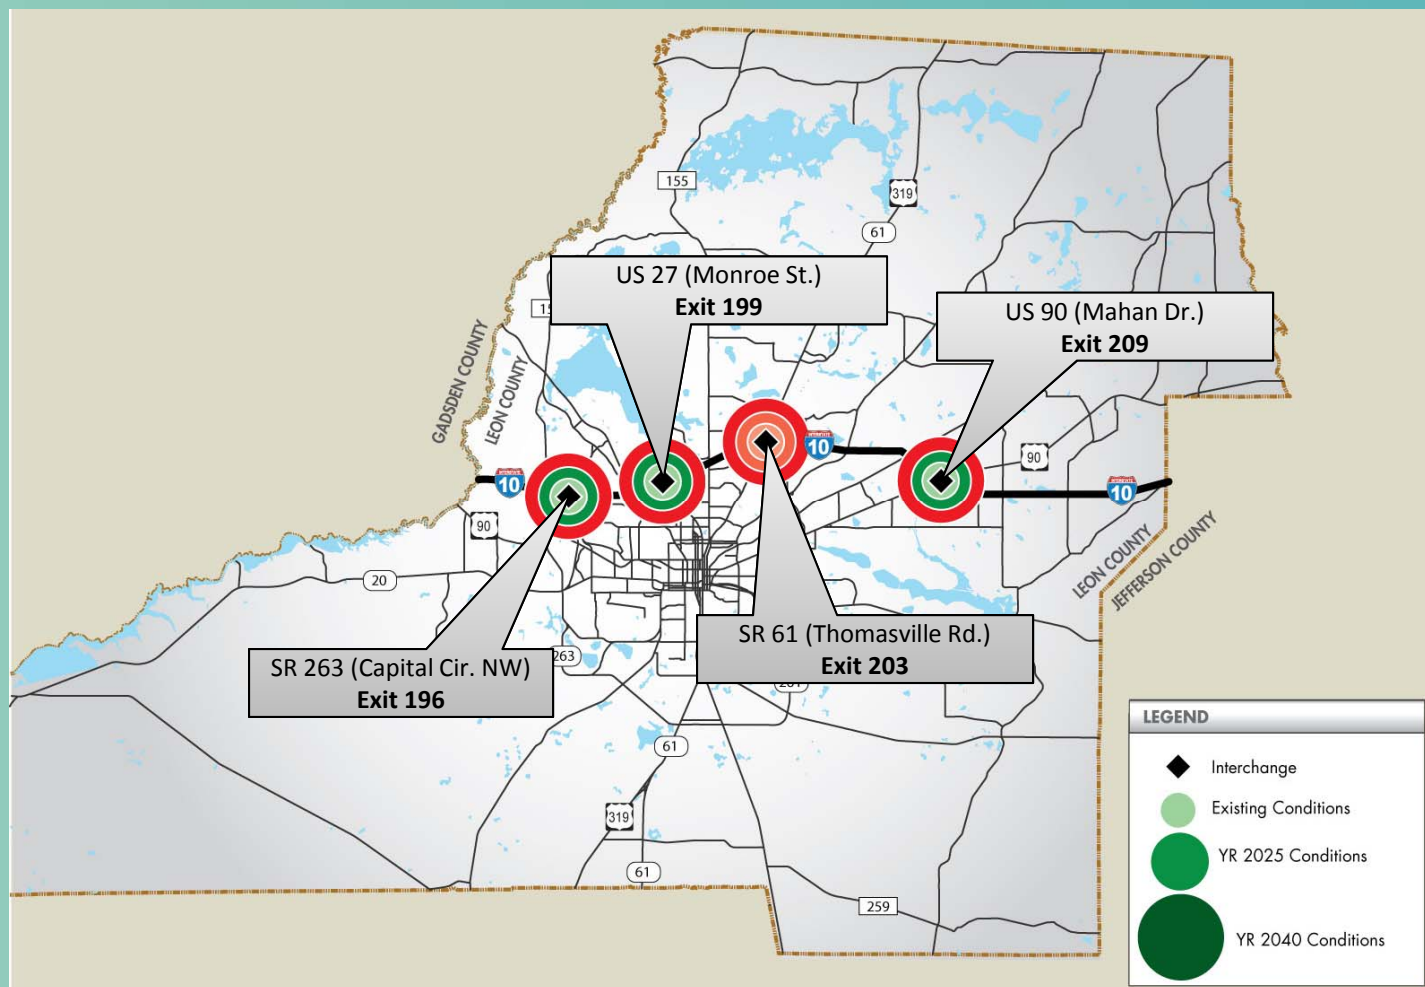 155
319
61
US 27 (Monroe St.)
Exit 199
US 90 (Mahan Dr.)
Exit 209
GADSDEN COUNTY
LEON COUNTY
10
10
90
10
90
20
LEON COUNTY
JEFFERSON COUNTY
SR 263 (Capital Cir. NW)
Exit 196
263
SR 61 (Thomasville Rd.)
Exit 203
61
319
61
259
LEGEND
Interchange
Existing Conditions
YR 2025 Conditions
YR 2040 Conditions